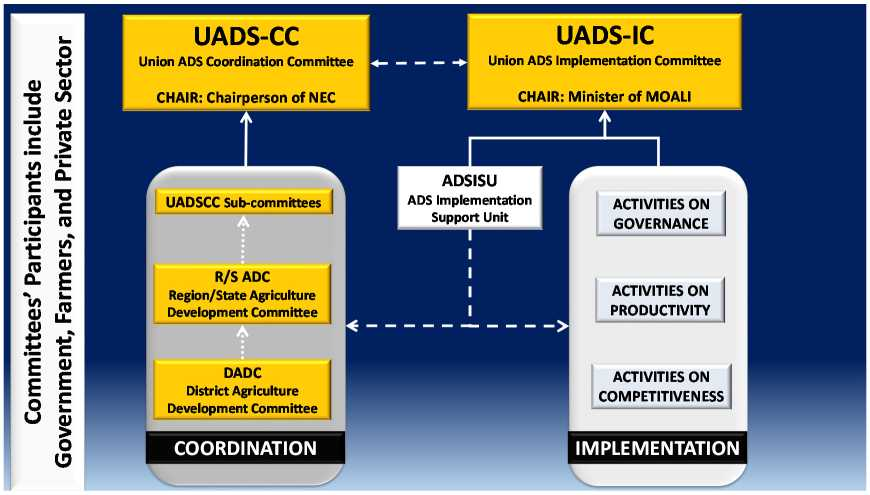 Committees' Participants include
Government, Farmers, and Private Sector
UADS-CC
Union ADS Coordination Committee
CHAIR: Chairperson of NEC
UADS-IC
Union ADS Implementation Committee
CHAIR: Minister of MOALI
UADSCC Sub-committees
R/S ADC
Region/State Agriculture
Development Committee
DADC
District Agriculture
Development Committee
COORDINATION
ADSISU
ADS Implementation
Support Unit
ACTIVITIES ON
GOVERNANCE
ACTIVITIES ON
PRODUCTIVITY
ACTIVITIES ON
COMPETITIVENESS
IMPLEMENTATION